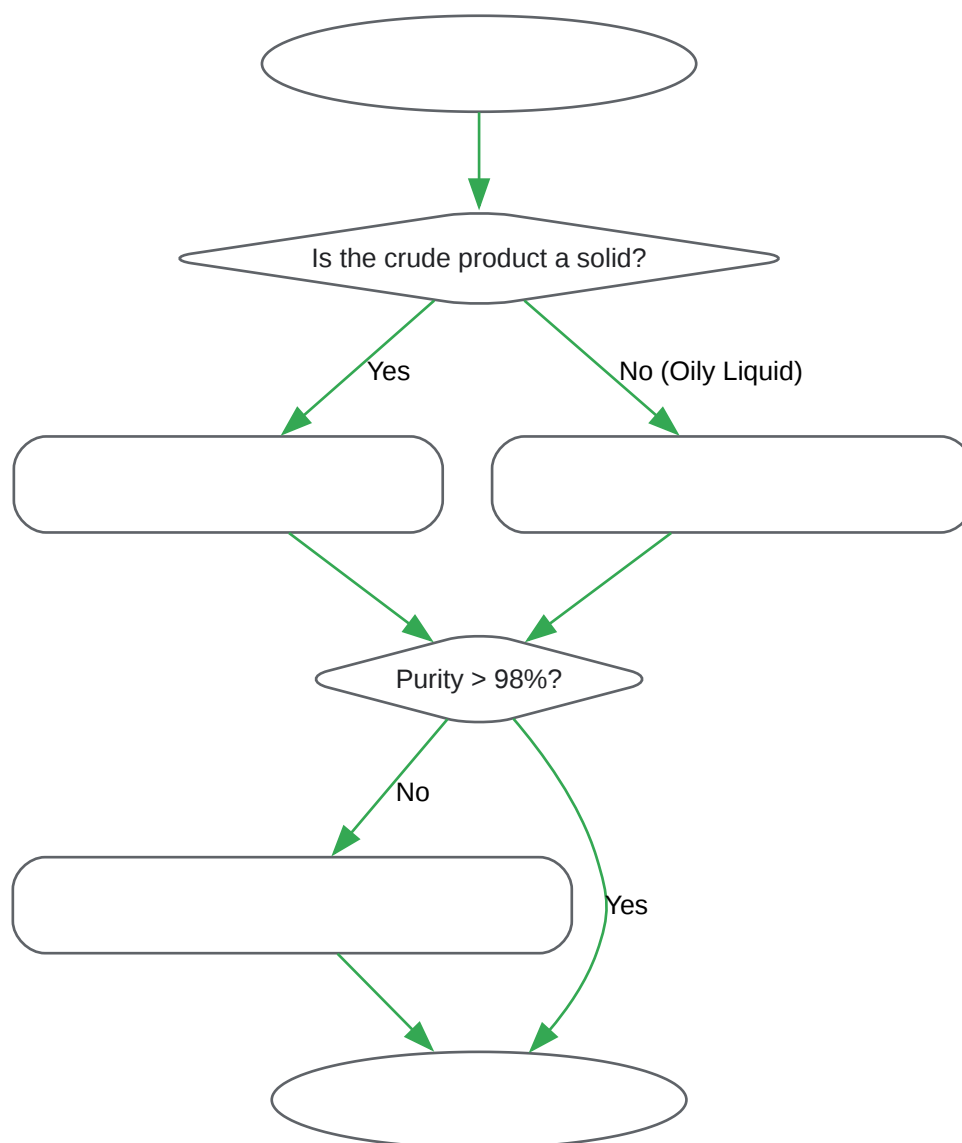 Is the crude product a solid?
Yes
No (Oily Liquid)
Purity > 98%?
No
Yes